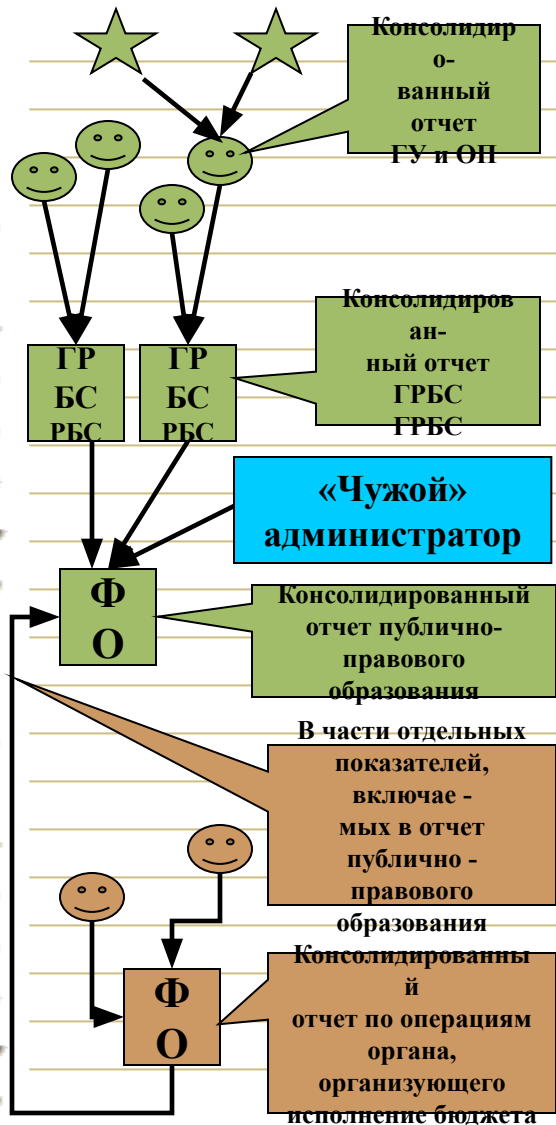 Консолидир
о-
ванный
отчет
ГУ и ОП
Консолидиров
ан-
ный отчет
ГРБС
ГРБС
ГР
БС
РБС
ГР
БС
РБС
«Чужой»
администратор
Ф
О
Консолидированный
отчет публично-
правового
образования
В части отдельных
показателей,
включае -
мых в отчет
публично -
правового
образования
Ф
О
Консолидированны
й
отчет по операциям
органа,
организующего
исполнение бюджета